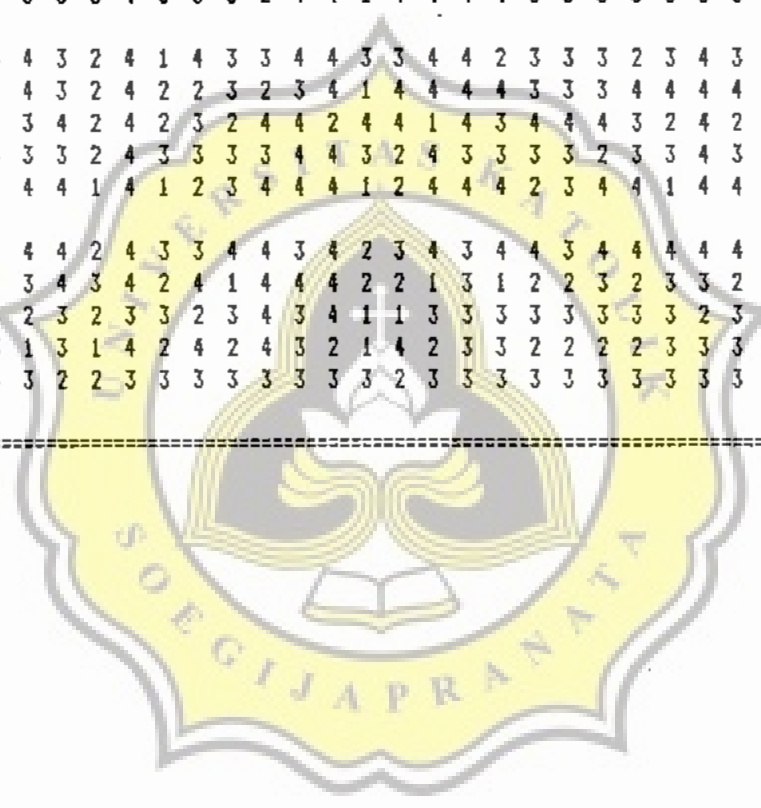 4 3 2 4 1 4 3 3 4 4 3 3 4 4 2 3 3 3 2 3 4 3
4 3 2 4 2 2 3 2 3 4 1 4 4 4 4 3 3 3 4 4 4 4
3 4 2 4 2 3 2 4 4 2 4 4 1 4 3 4 4 4 3 2 4 2
3 3 2 4 3 3 3 3 4 4 3 2 4 3 3 3 3 2 3 3 4 3
4 4 1 4 1 2 3 4 4 4 1 2 4 4 4 2 3 4 4 1 4 4
4 4 2 4 3 3 4 4 3 4 2 3 4 3 4 4 3 4 4 4 4 4
3 4 3 4 2 4 1 4 4 4 2 2 1 3 1 2 2 3 2 3 3 2
2 3 2 3 3 2 3 4 3 4 1 1 3 3 3 3 3 3 3 3 2 3
1 3 1 4 2 4 2 4 3 2 1 4 2 3 3 2 2 2 2 3 3 3
3 2 2 3 3 3 3 3 3 3 3 2 3 3 3 3 3 3 3 3 3 3
UNIVERSITAS KATOLIK
SOEGIJAPRANATA